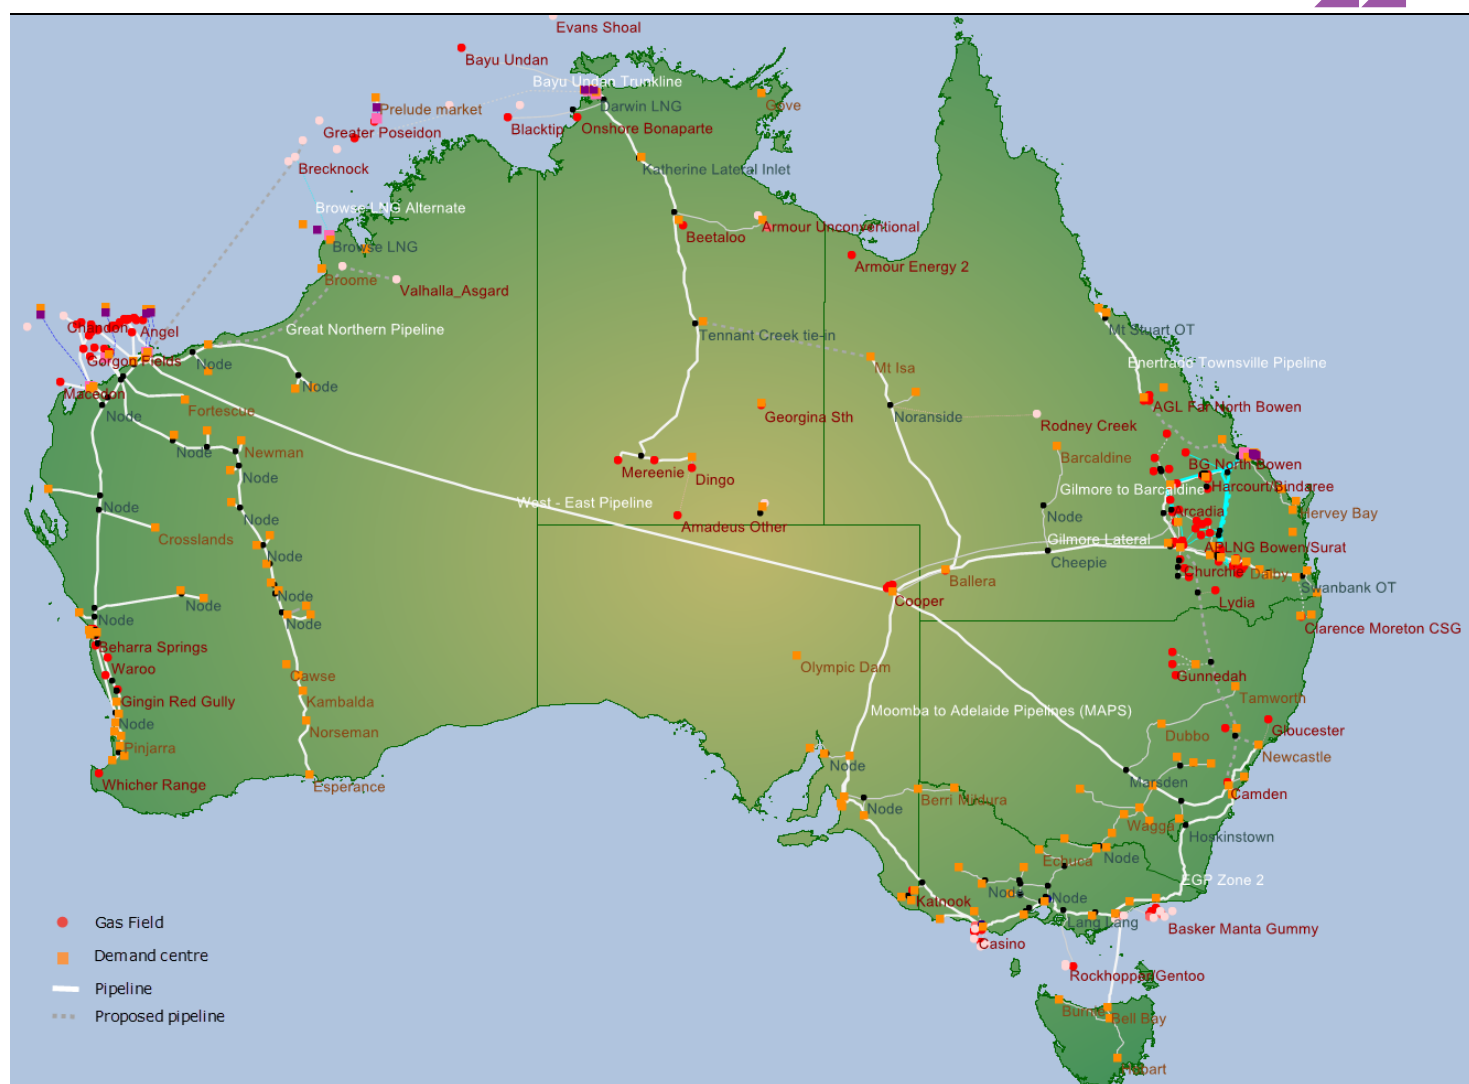 Evans Shoal
Bayu Undan
Bayu Undan Trunkline
Prelude market
Darwin LNG
Gove
Greater Poseidon
Blacktip
Onshore Bonaparte
Brecknock
Katherine Lateral Inlet
Browse LNG Alternate
Armour Unconventional
Beetaloo
Browse LNG
Armour Energy 2
Broome
Valhalla_Asgard
Chandon
Angel
Great Northern Pipeline
Tennant Creek tie-in
Mt Stuart OT
Gorgon Fields
Node
Enertrade Townsville Pipeline
Mt Isa
Macedon
Node
Node
Fortescue
Georgina Sth
Noranside
Rodney Creek
AGL Far North Bowen
Node
Newman
Barcaldine
BG North Bowen
Node
Mereenie
Dingo
Gilmore to Barcaldine
Harcourt/Bindaree
Node
West - East Pipeline
Node
Arcadia
Hervey Bay
Node
Crosslands
Amadeus Other
Gilmore Lateral
APLNG Bowen/Surat
Node
Cheepie
Churchie
Dalby
Ballera
Swanbank OT
Node
Node
Cooper
Lydia
Node
Node
Clarence Moreton CSG
Beharra Springs
Waroo
Olympic Dam
Cawse
Gunnedah
Gingin Red Gully
Kambalda
Moomba to Adelaide Pipelines (MAPS)
Tamworth
Node
Norseman
Dubbo
Gloucester
Pinjarra
Newcastle
Node
Whicher Range
Esperance
Marsden
Camden
Node
Berri Mildura
Wagga
Hoskinstown
Echuca
Node
EGP Zone 2
Node
Node
Katnook
Gas Field
Lang Lang
Basker Manta Gummy
Casino
Demand centre
Rockhopper/Gentoo
Pipeline
Burnie
Bell Bay
Proposed pipeline
Hobart